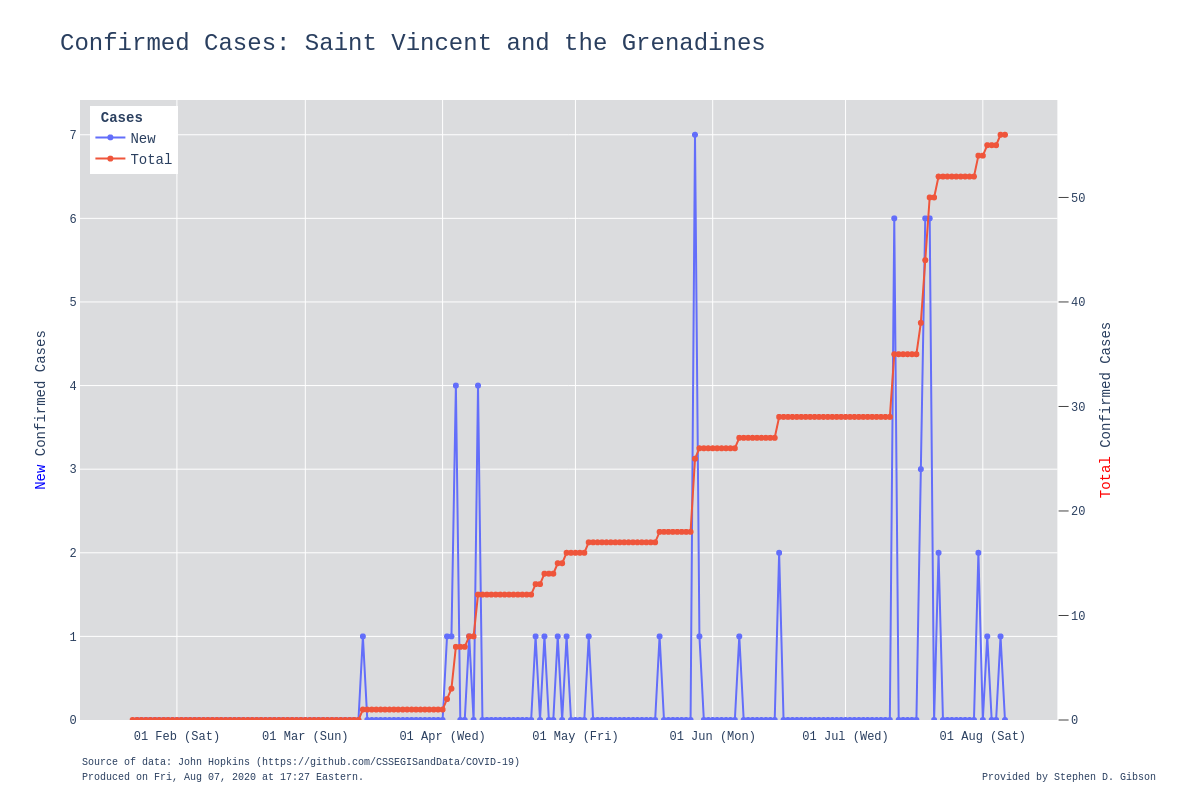 Confirmed Cases: Saint Vincent and the Grenadines
Cases
New
Total
7
6
5
4
3
2
1
0
New Confirmed Cases
50
40
30
20
10
0
Total Confirmed Cases
01 Feb (Sat)
01 Mar (Sun)
01 Apr (Wed)
01 May (Fri)
01 Jun (Mon)
01 Jul (Wed)
01 Aug (Sat)
Source of data: John Hopkins (https://github.com/CSSEGISandData/COVID-19)
Produced on Fri, Aug 07, 2020 at 17:27 Eastern.
Provided by Stephen D. Gibson